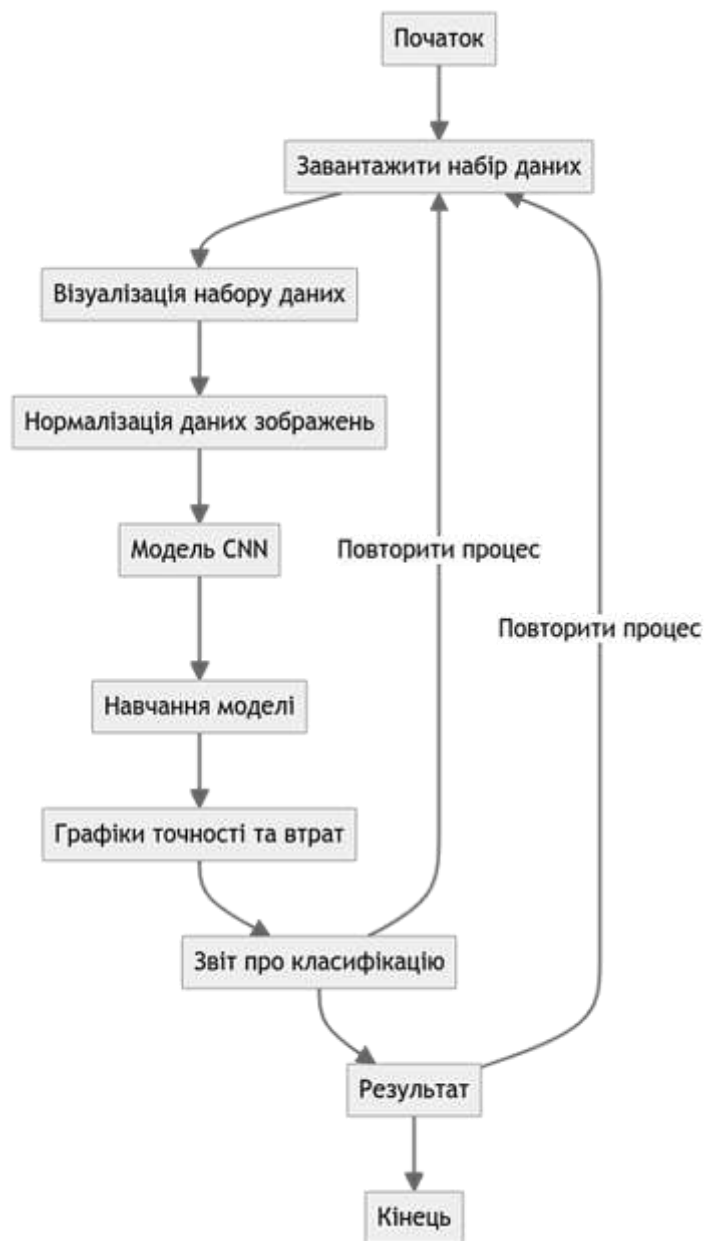 Початок
Завантажити набір даних
Візуалізація набору даних
Нормалізація даних зображень
Модель CNN
Повторити процес
Повторити процес
Навчання моделі
Графіки точності та втрат
Звіт про класифікацію
Результат
Кінець